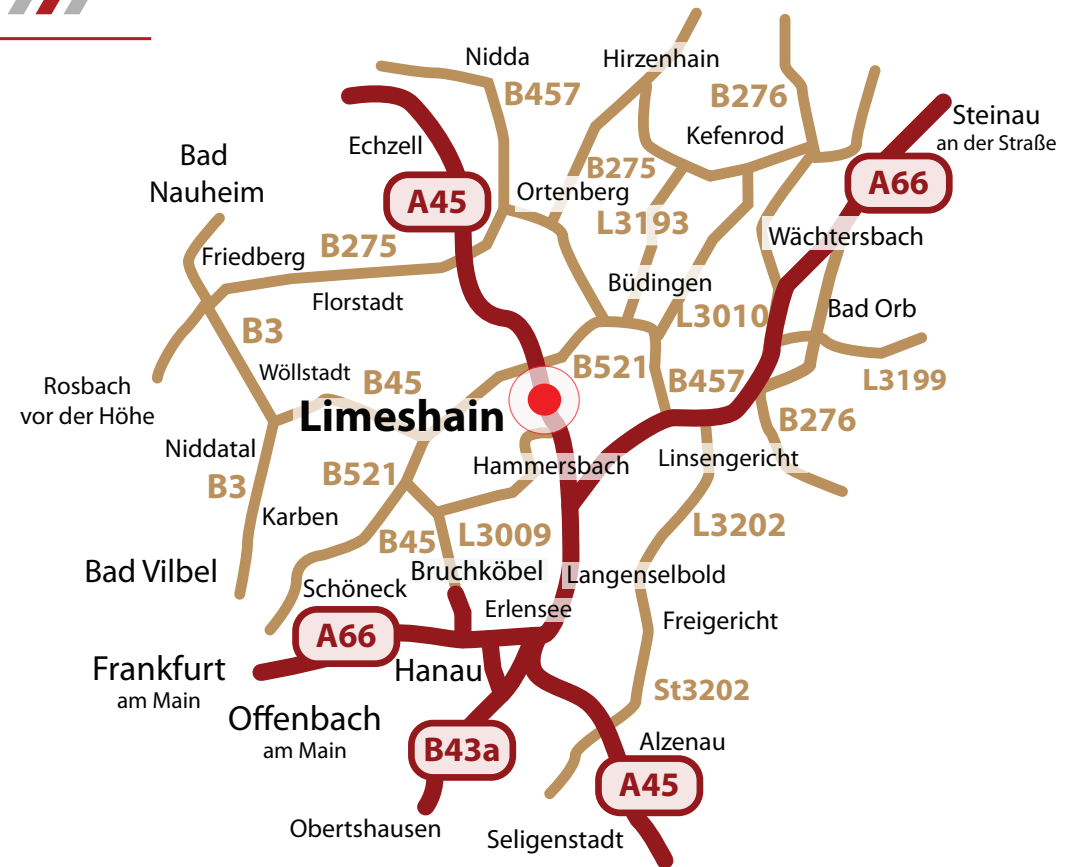 Nidda
Hirzenhain
B457
B276
Steinau
an der Straße
Echzell
Kefenrod
Bad
Nauheim
B275
A66
Ortenberg
A45
L3193
Wächtersbach
B275
Friedberg
Büdingen
Florstadt
L3010
Bad Orb
B3
Wöllstadt
B45
B521
B457
L3199
Rosbach
vor der Höhe
Limeshain
B276
Niddatal
Hammersbach
Linsengericht
B3
B521
Karben
B45
L3009
L3202
Bad Vilbel
Bruchköbel
Langenselbold
Schöneck
Erlensee
Freigericht
A66
Frankfurt
am Main
Hanau
St3202
Offenbach
am Main
B43a
Alzenau
A45
Obertshausen
Seligenstadt